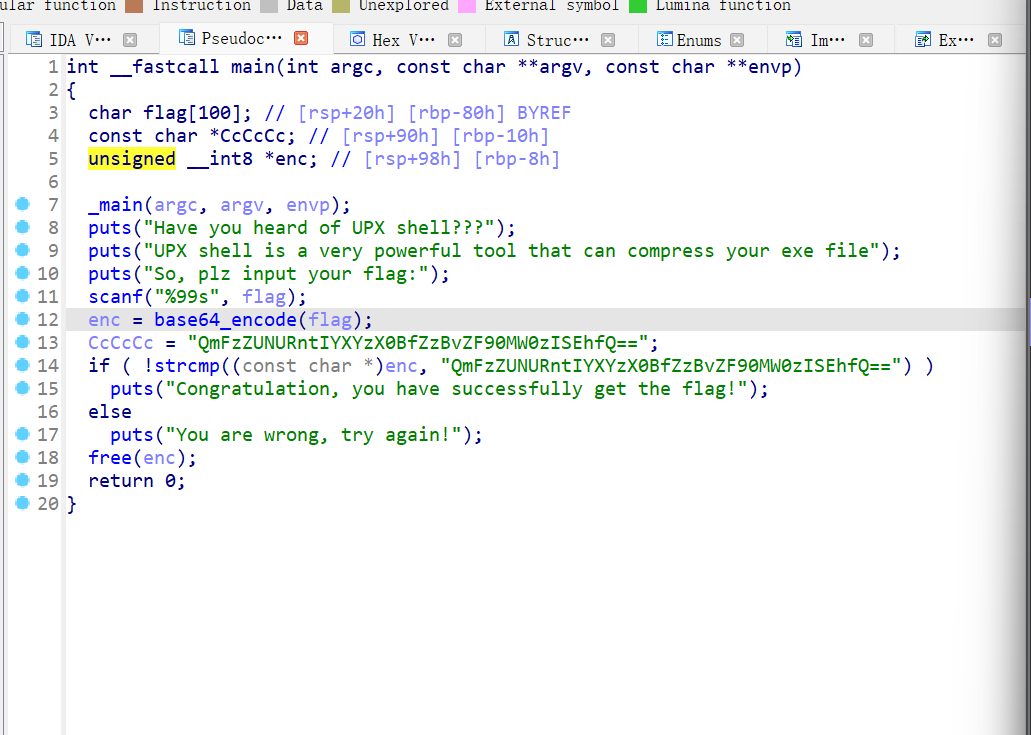 ular function Instruction Data Unexplored External symbol Lumina function
IDA V··· Pseudoc··· Hex V··· Struc··· Enums Im··· Ex···
1 int __fastcall main(int argc, const char **argv, const char **envp)
2 {
3 char flag[100]; // [rsp+20h] [rbp-80h] BYREF
4 const char *CcCcCc; // [rsp+90h] [rbp-10h]
5 unsigned __int8 *enc; // [rsp+98h] [rbp-8h]
6
7 _main(argc, argv, envp);
8 puts("Have you heard of UPX shell???");
9 puts("UPX shell is a very powerful tool that can compress your exe file");
10 puts("So, plz input your flag:");
11 scanf("%99s", flag);
12 enc = base64_encode(flag);
13 CcCcCc = "QmFzZUNURntIYXYzX0BfZzBvZF90MW0zISEhfQ==";
14 if ( !strcmp((const char *)enc, "QmFzZUNURntIYXYzX0BfZzBvZF90MW0zISEhfQ==") )
15 puts("Congratulation, you have successfully get the flag!");
16 else
17 puts("You are wrong, try again!");
18 free(enc);
19 return 0;
20 }